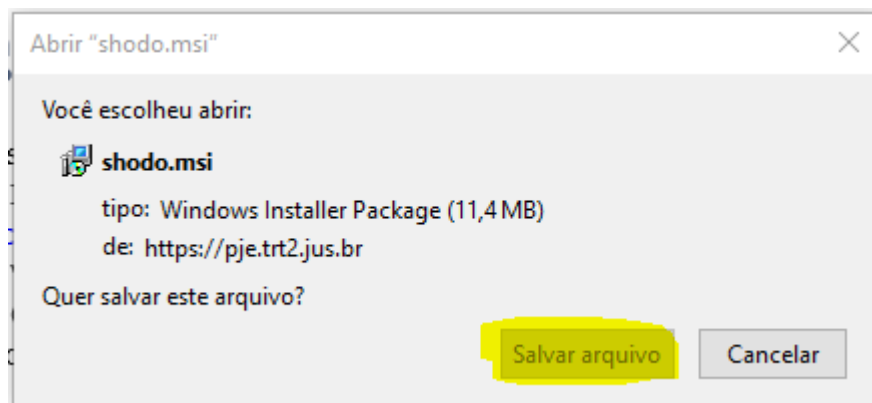 Abrir "shodo.msi"
Você escolheu abrir:
shodo.msi
tipo: Windows Installer Package (11,4 MB)
de: https://pje.trt2.jus.br
Quer salvar este arquivo?
Salvar arquivo
Cancelar